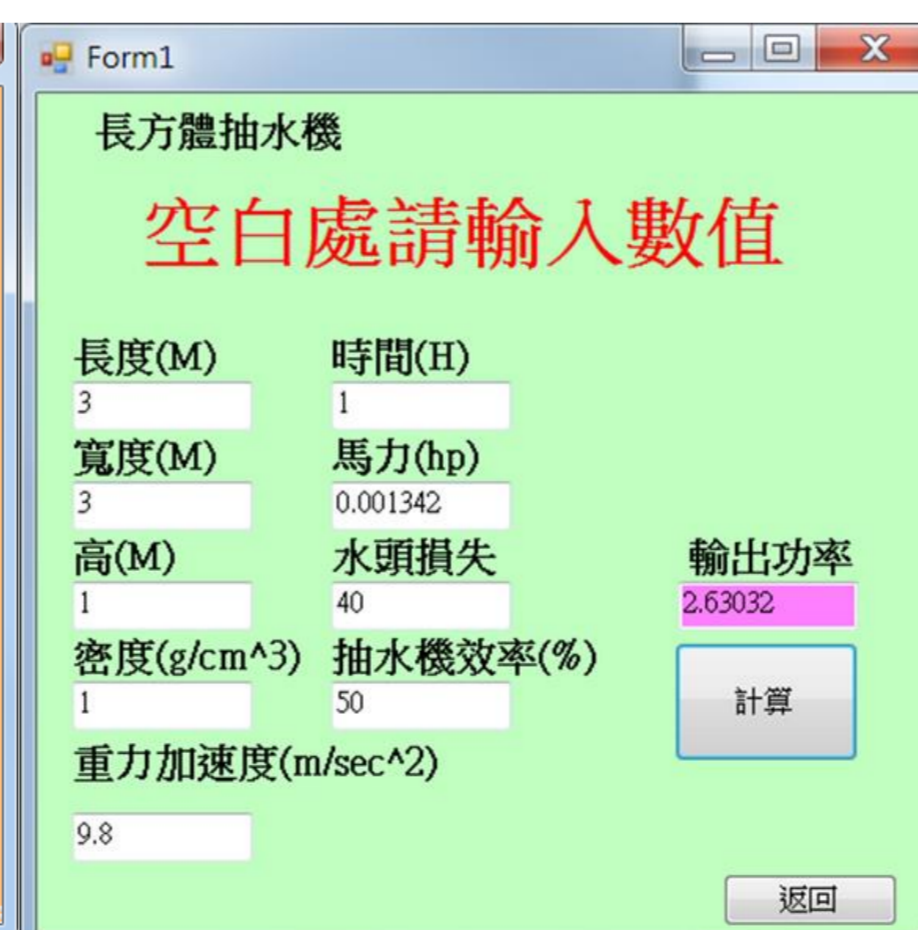 Form1
長方體抽水機
空白處請輸入數值
長度(M) 時間(H)
3 1
寬度(M) 馬力(hp)
3 0.001342
高(M) 水頭損失 輸出功率
1 40 2.63032
密度(g/cm^3) 抽水機效率(%)
1 50 計算
重力加速度(m/sec^2)
9.8
返回